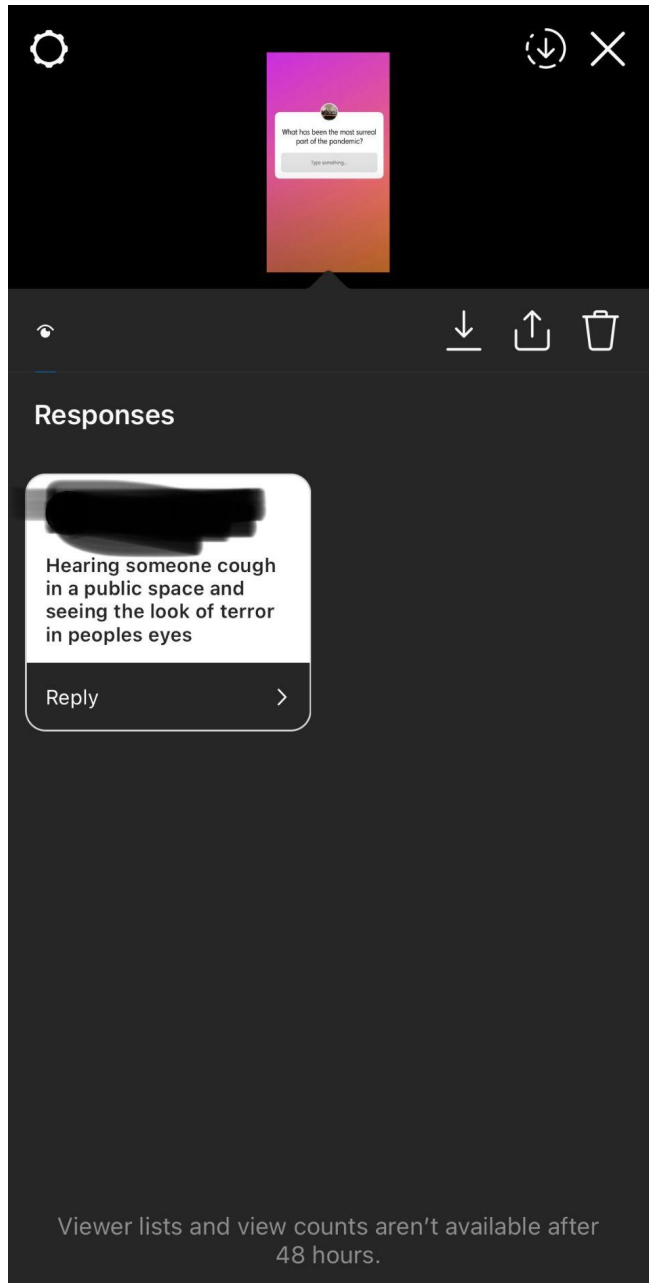 What has been the most surreal
part of the pandemic?
Type something...
Responses
Hearing someone cough
in a public space and
seeing the look of terror
in peoples eyes
Reply
Viewer lists and view counts aren't available after
48 hours.